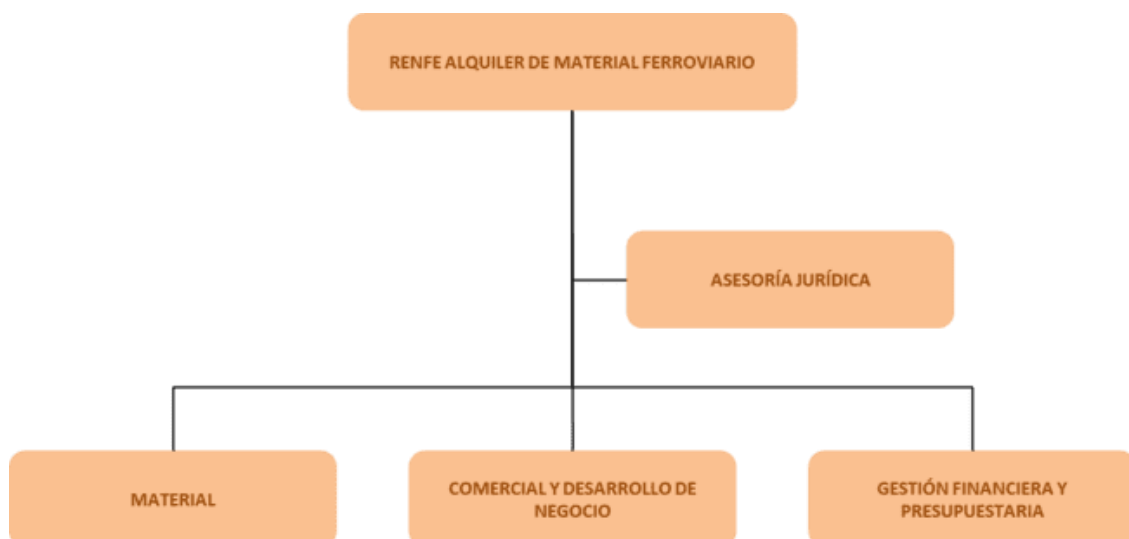 RENFE ALQUILER DE MATERIAL FERROVIARIO
ASESORÍA JURÍDICA
MATERIAL
COMERCIAL Y DESARROLLO DE
NEGOCIO
GESTIÓN FINANCIERA Y
PRESUPUESTARIA